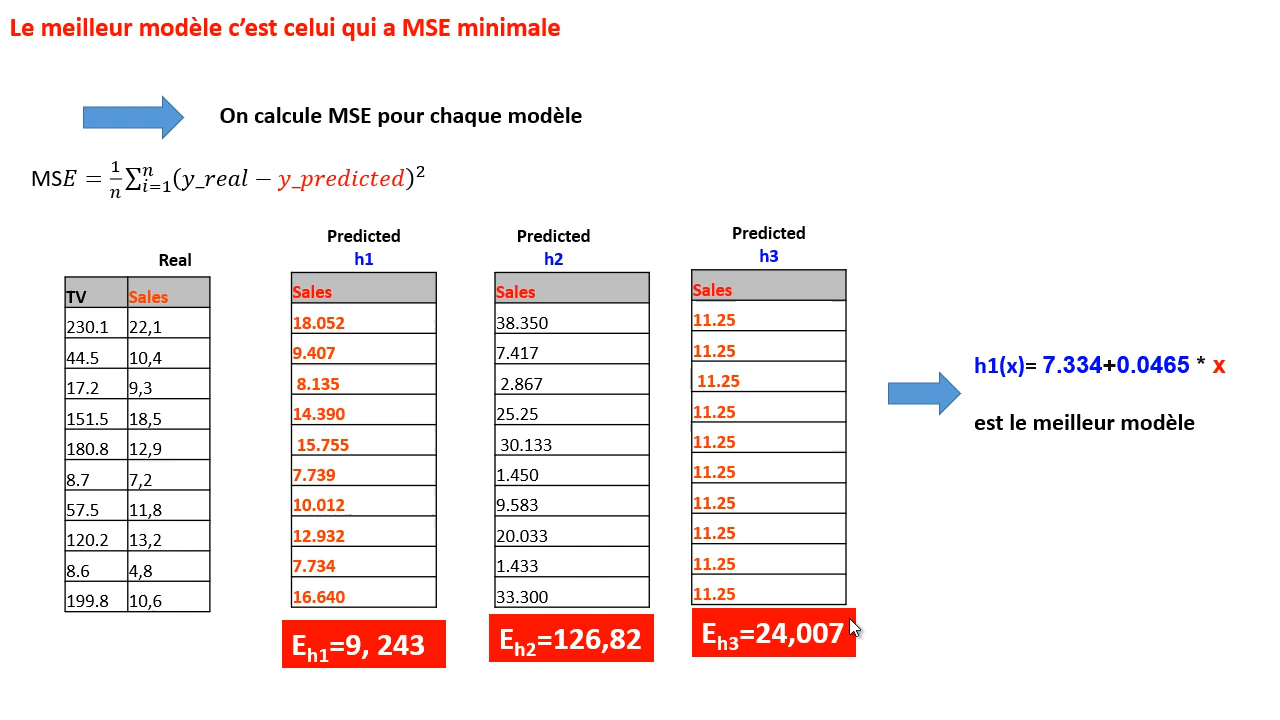 Le meilleur modèle c’est celui qui a MSE minimale
On calcule MSE pour chaque modèle
MSE = 1/n ∑ⁿᵢ₌₁(y_real − y_predicted)²
Real
TV Sales
230.1 22,1
44.5 10,4
17.2 9,3
151.5 18,5
180.8 12,9
8.7 7,2
57.5 11,8
120.2 13,2
8.6 4,8
199.8 10,6
Predicted
h1
Sales
18.052
9.407
8.135
14.390
15.755
7.739
10.012
12.932
7.734
16.640
Eh1=9, 243
Predicted
h2
Sales
38.350
7.417
2.867
25.25
30.133
1.450
9.583
20.033
1.433
33.300
Eh2=126,82
Predicted
h3
Sales
11.25
11.25
11.25
11.25
11.25
11.25
11.25
11.25
11.25
11.25
Eh3=24,007
h1(x)= 7.334+0.0465 * x
est le meilleur modèle